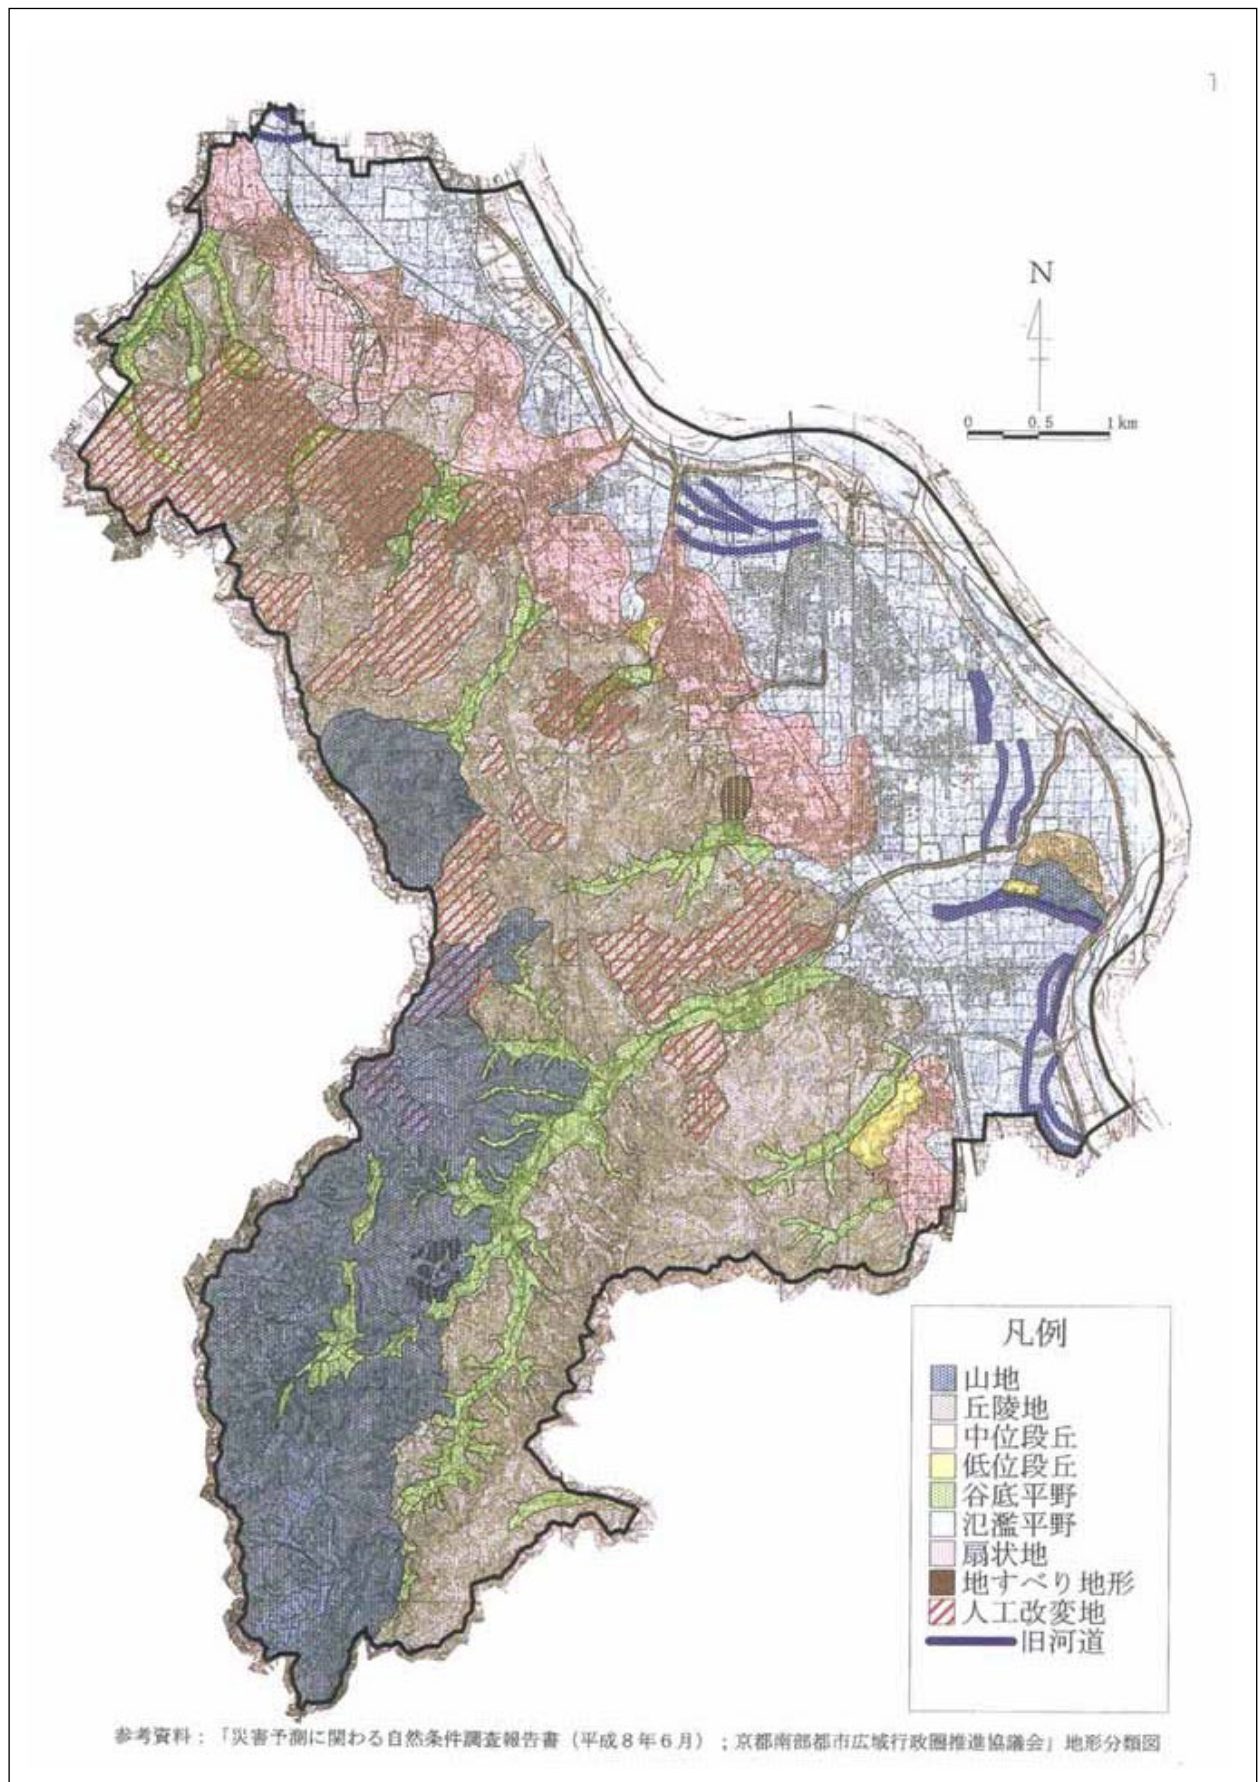 1
N
0 0.5 1km
凡例
山地
丘陵地
中位段丘
低位段丘
谷底平野
氾濫平野
扇状地
地すべり地形
人工改変地
旧河道
参考資料：「災害予測に関わる自然条件調査報告書（平成８年６月）；京都南部都市広域行政圏推進協議会」地形分類図